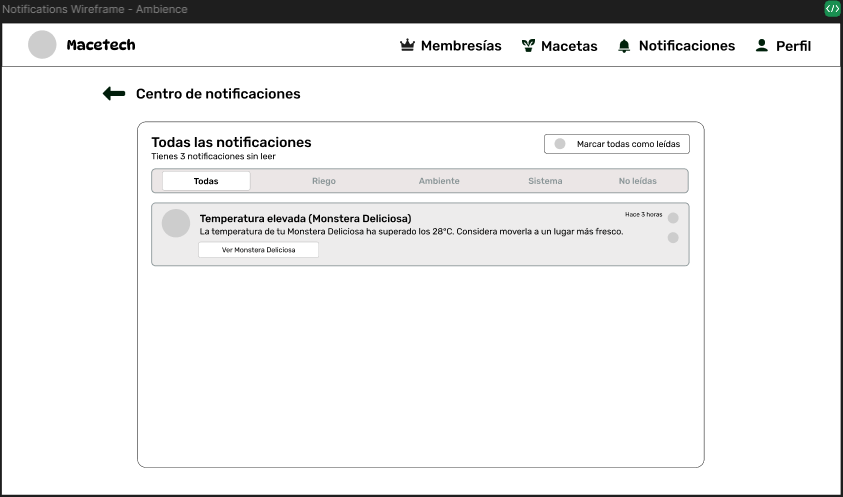 Notifications Wireframe - Ambience
Macetech
Membresías
Macetas
Notificaciones
Perfil
Centro de notificaciones
Todas las notificaciones
Tienes 3 notificaciones sin leer
Marcar todas como leídas
Todas
Riego
Ambiente
Sistema
No leídas
Temperatura elevada (Monstera Deliciosa)
Hace 3 horas
La temperatura de tu Monstera Deliciosa ha superado los 28°C. Considera moverla a un lugar más fresco.
Ver Monstera Deliciosa